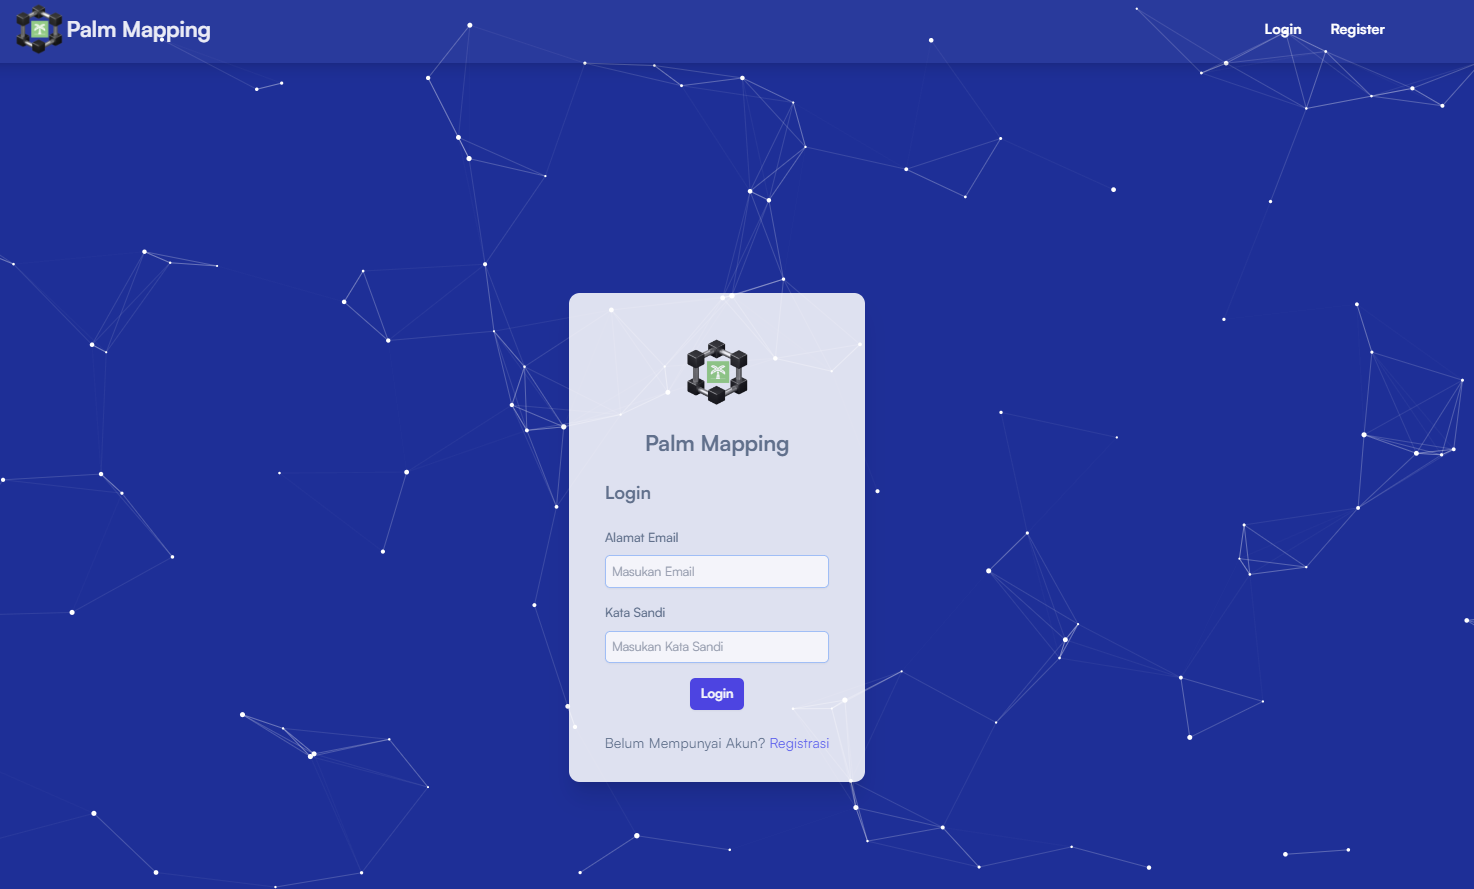 Palm Mapping
Login
Register
Palm Mapping
Login
Alamat Email
Masukan Email
Kata Sandi
Masukan Kata Sandi
Login
Belum Mempunyai Akun? Registrasi